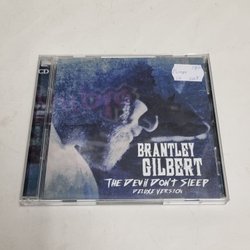 CD
BRANTLEY
GILBERT
THE DEVIL DON'T SLEEP
DELUXE VERSION